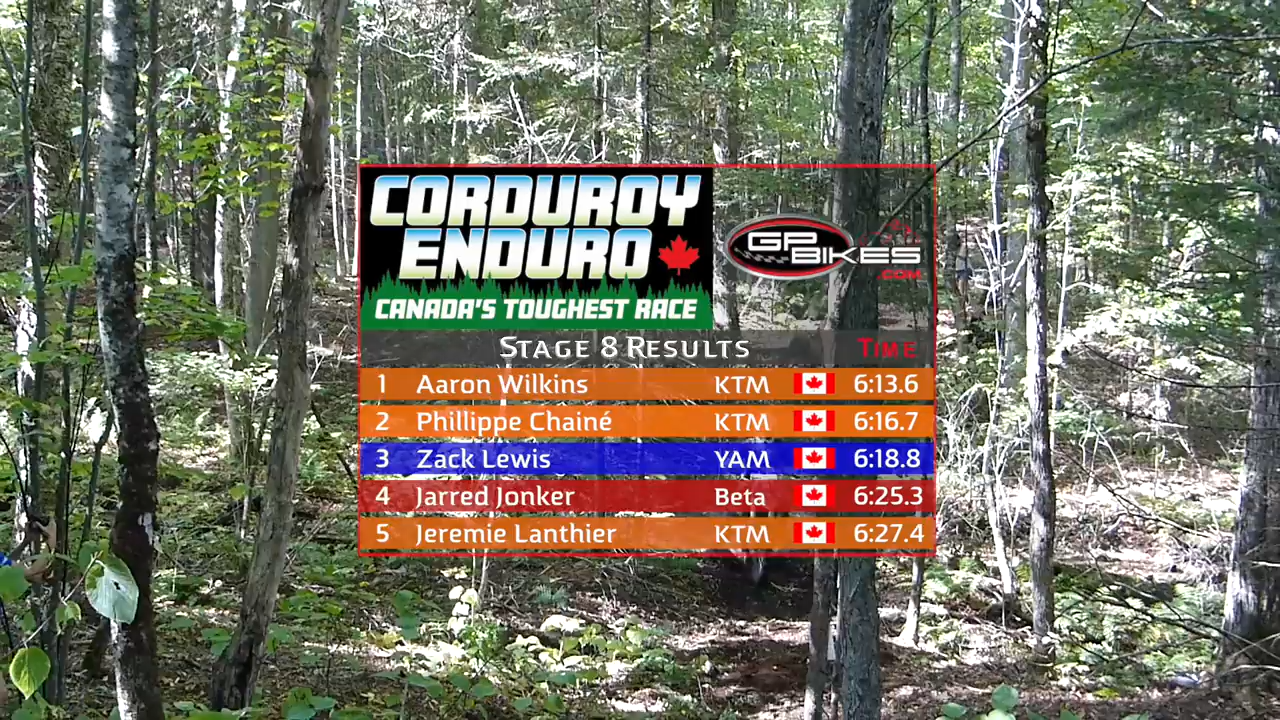 CORDUROY
ENDURO
CANADA'S TOUGHEST RACE
GP BIKES
.COM
STAGE 8 RESULTS TIME
1 Aaron Wilkins KTM 6:13.6
2 Phillippe Chainé KTM 6:16.7
3 Zack Lewis YAM 6:18.8
4 Jarred Jonker Beta 6:25.3
5 Jeremie Lanthier KTM 6:27.4